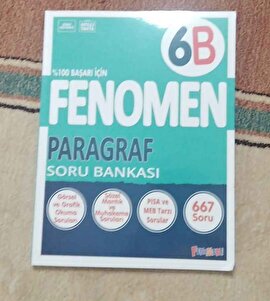 6B
%100 BAŞARI İÇİN
FENOMEN
PARAGRAF
SORU BANKASI
Görsel
ve Grafik
Okuma
Soruları
Sözel
Mantık ve
Muhakeme
Soruları
PISA ve
MEB Tarzı
Sorular
667
Soru